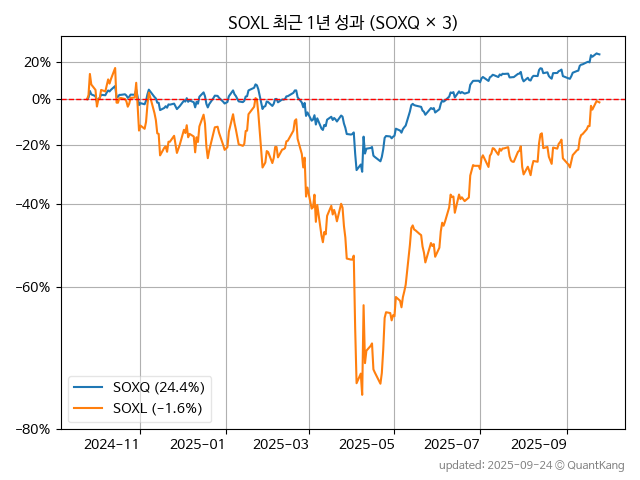 SOXL 최근 1년 성과 (SOXQ × 3)
20%
0%
−20%
−40%
−60%
−80%
SOXQ (24.4%)
SOXL (−1.6%)
2024-11 2025-01 2025-03 2025-05 2025-07 2025-09
updated: 2025-09-24 © QuantKang